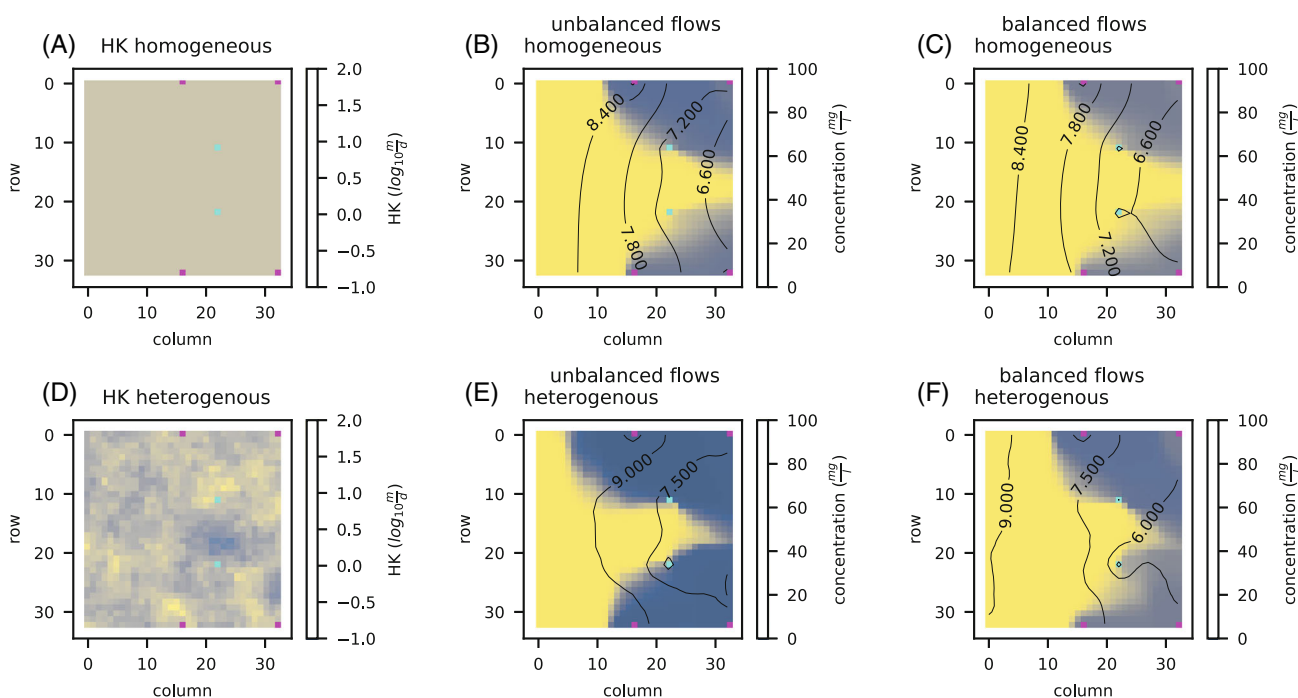 (A) HK homogeneous
0
10
20
30
row
0 10 20 30
column
2.0
1.5
1.0
0.5
0.0
−0.5
−1.0
HK (log10 m/d)
(B) unbalanced flows
homogeneous
0
10
20
30
row
0 10 20 30
column
8.400
7.200
6.600
7.800
100
80
60
40
20
0
concentration (mg/l)
(C) balanced flows
homogeneous
0
10
20
30
row
0 10 20 30
column
8.400
7.800
6.600
7.200
100
80
60
40
20
0
concentration (mg/l)
(D) HK heterogenous
0
10
20
30
row
0 10 20 30
column
2.0
1.5
1.0
0.5
0.0
−0.5
−1.0
HK (log10 m/d)
(E) unbalanced flows
heterogenous
0
10
20
30
row
0 10 20 30
column
9.000
7.500
100
80
60
40
20
0
concentration (mg/l)
(F) balanced flows
heterogenous
0
10
20
30
row
0 10 20 30
column
9.000
7.500
6.000
100
80
60
40
20
0
concentration (mg/l)